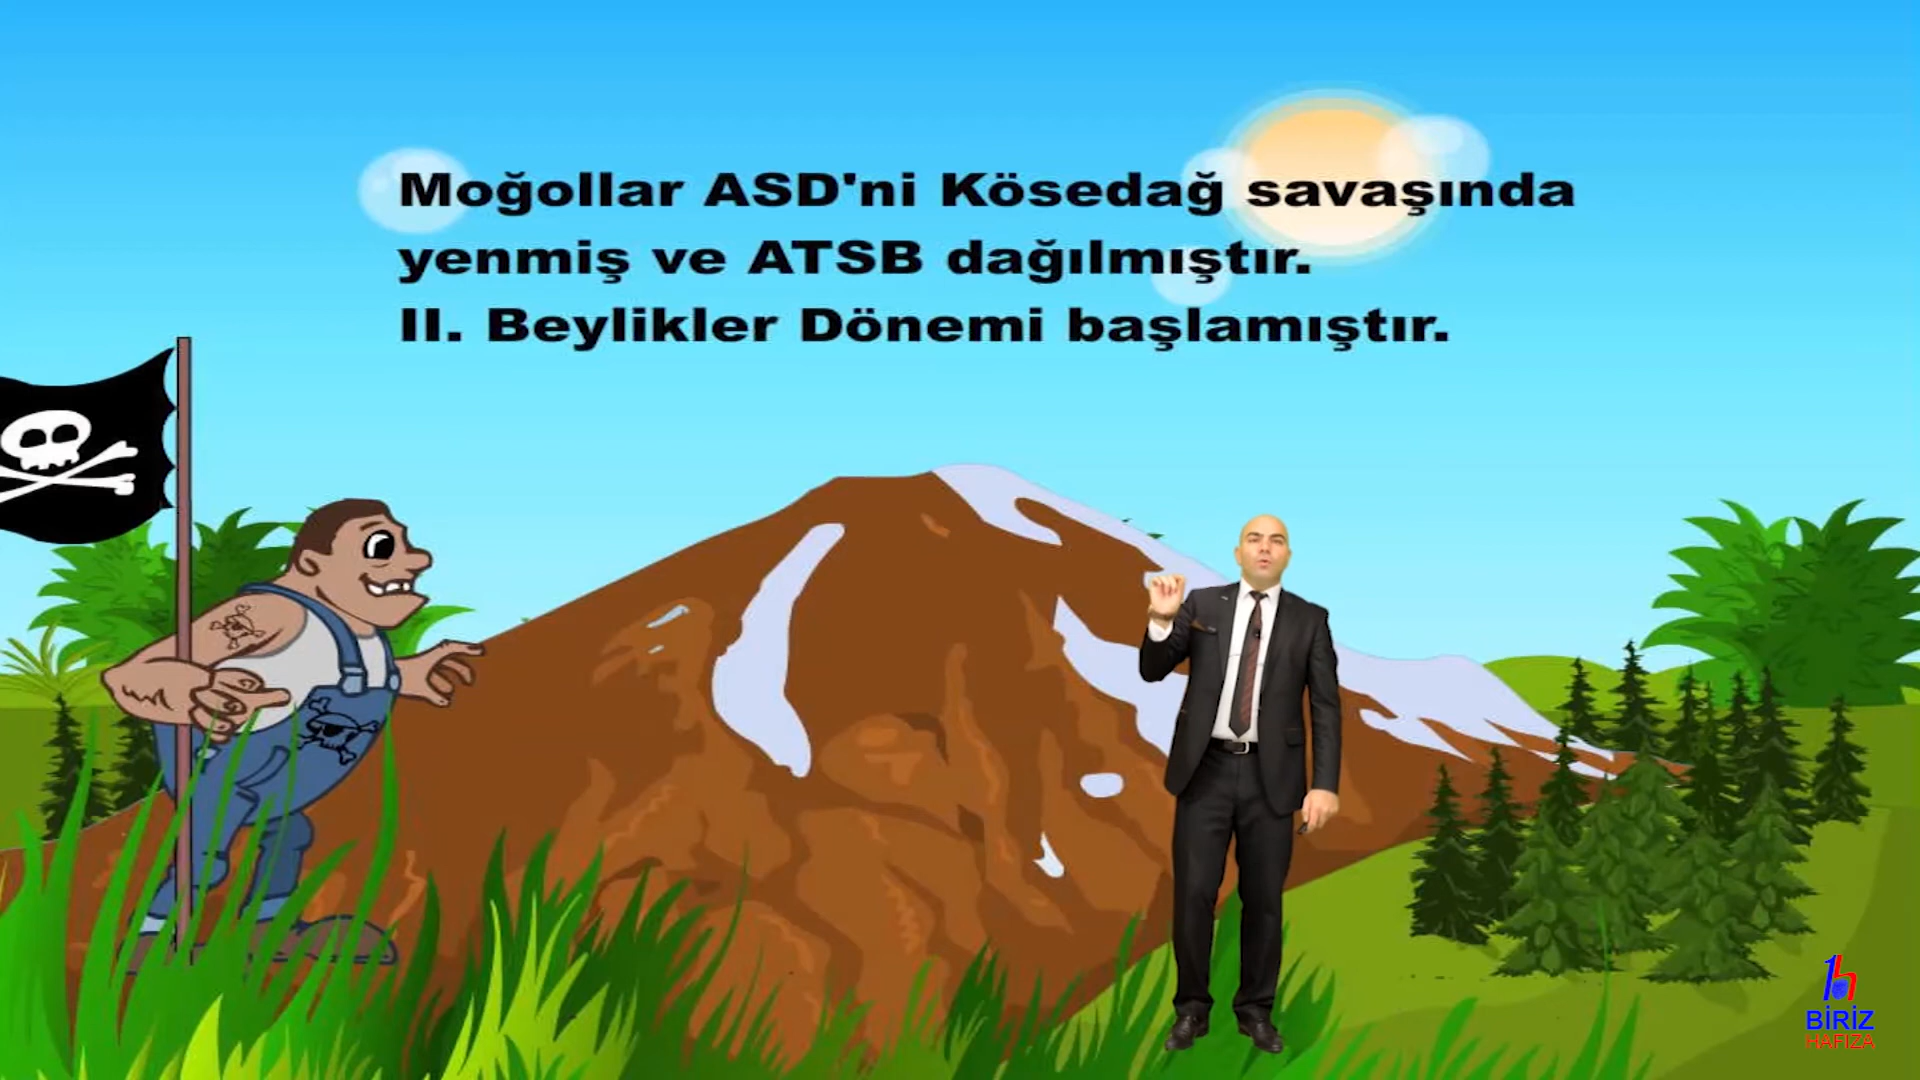 Moğollar ASD'ni Kösedağ savaşında
yenmiş ve ATSB dağılmıştır.
II. Beylikler Dönemi başlamıştır.
BİRİZ
HAFIZA